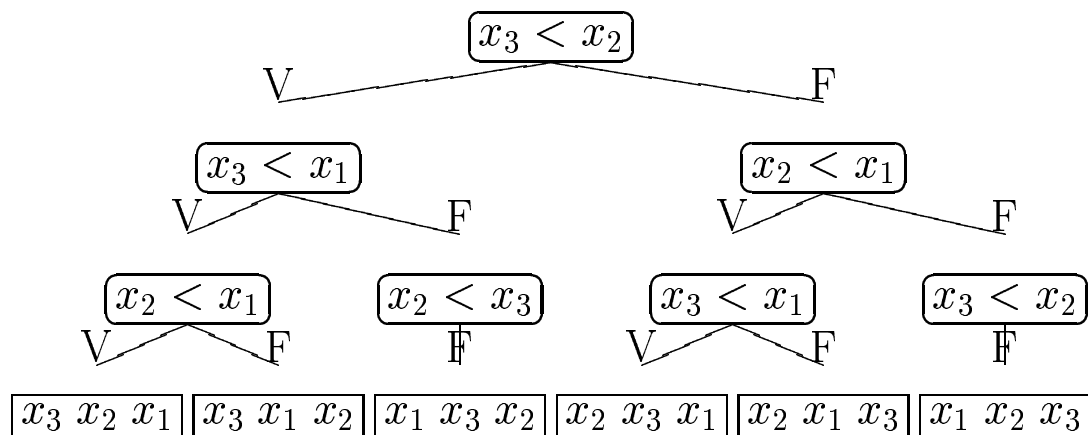 x₃ < x₂
V F
x₃ < x₁ x₂ < x₁
V F V F
x₂ < x₁ x₂ < x₃ x₃ < x₁ x₃ < x₂
V F F V F F
x₃ x₂ x₁ x₃ x₁ x₂ x₁ x₃ x₂ x₂ x₃ x₁ x₂ x₁ x₃ x₁ x₂ x₃